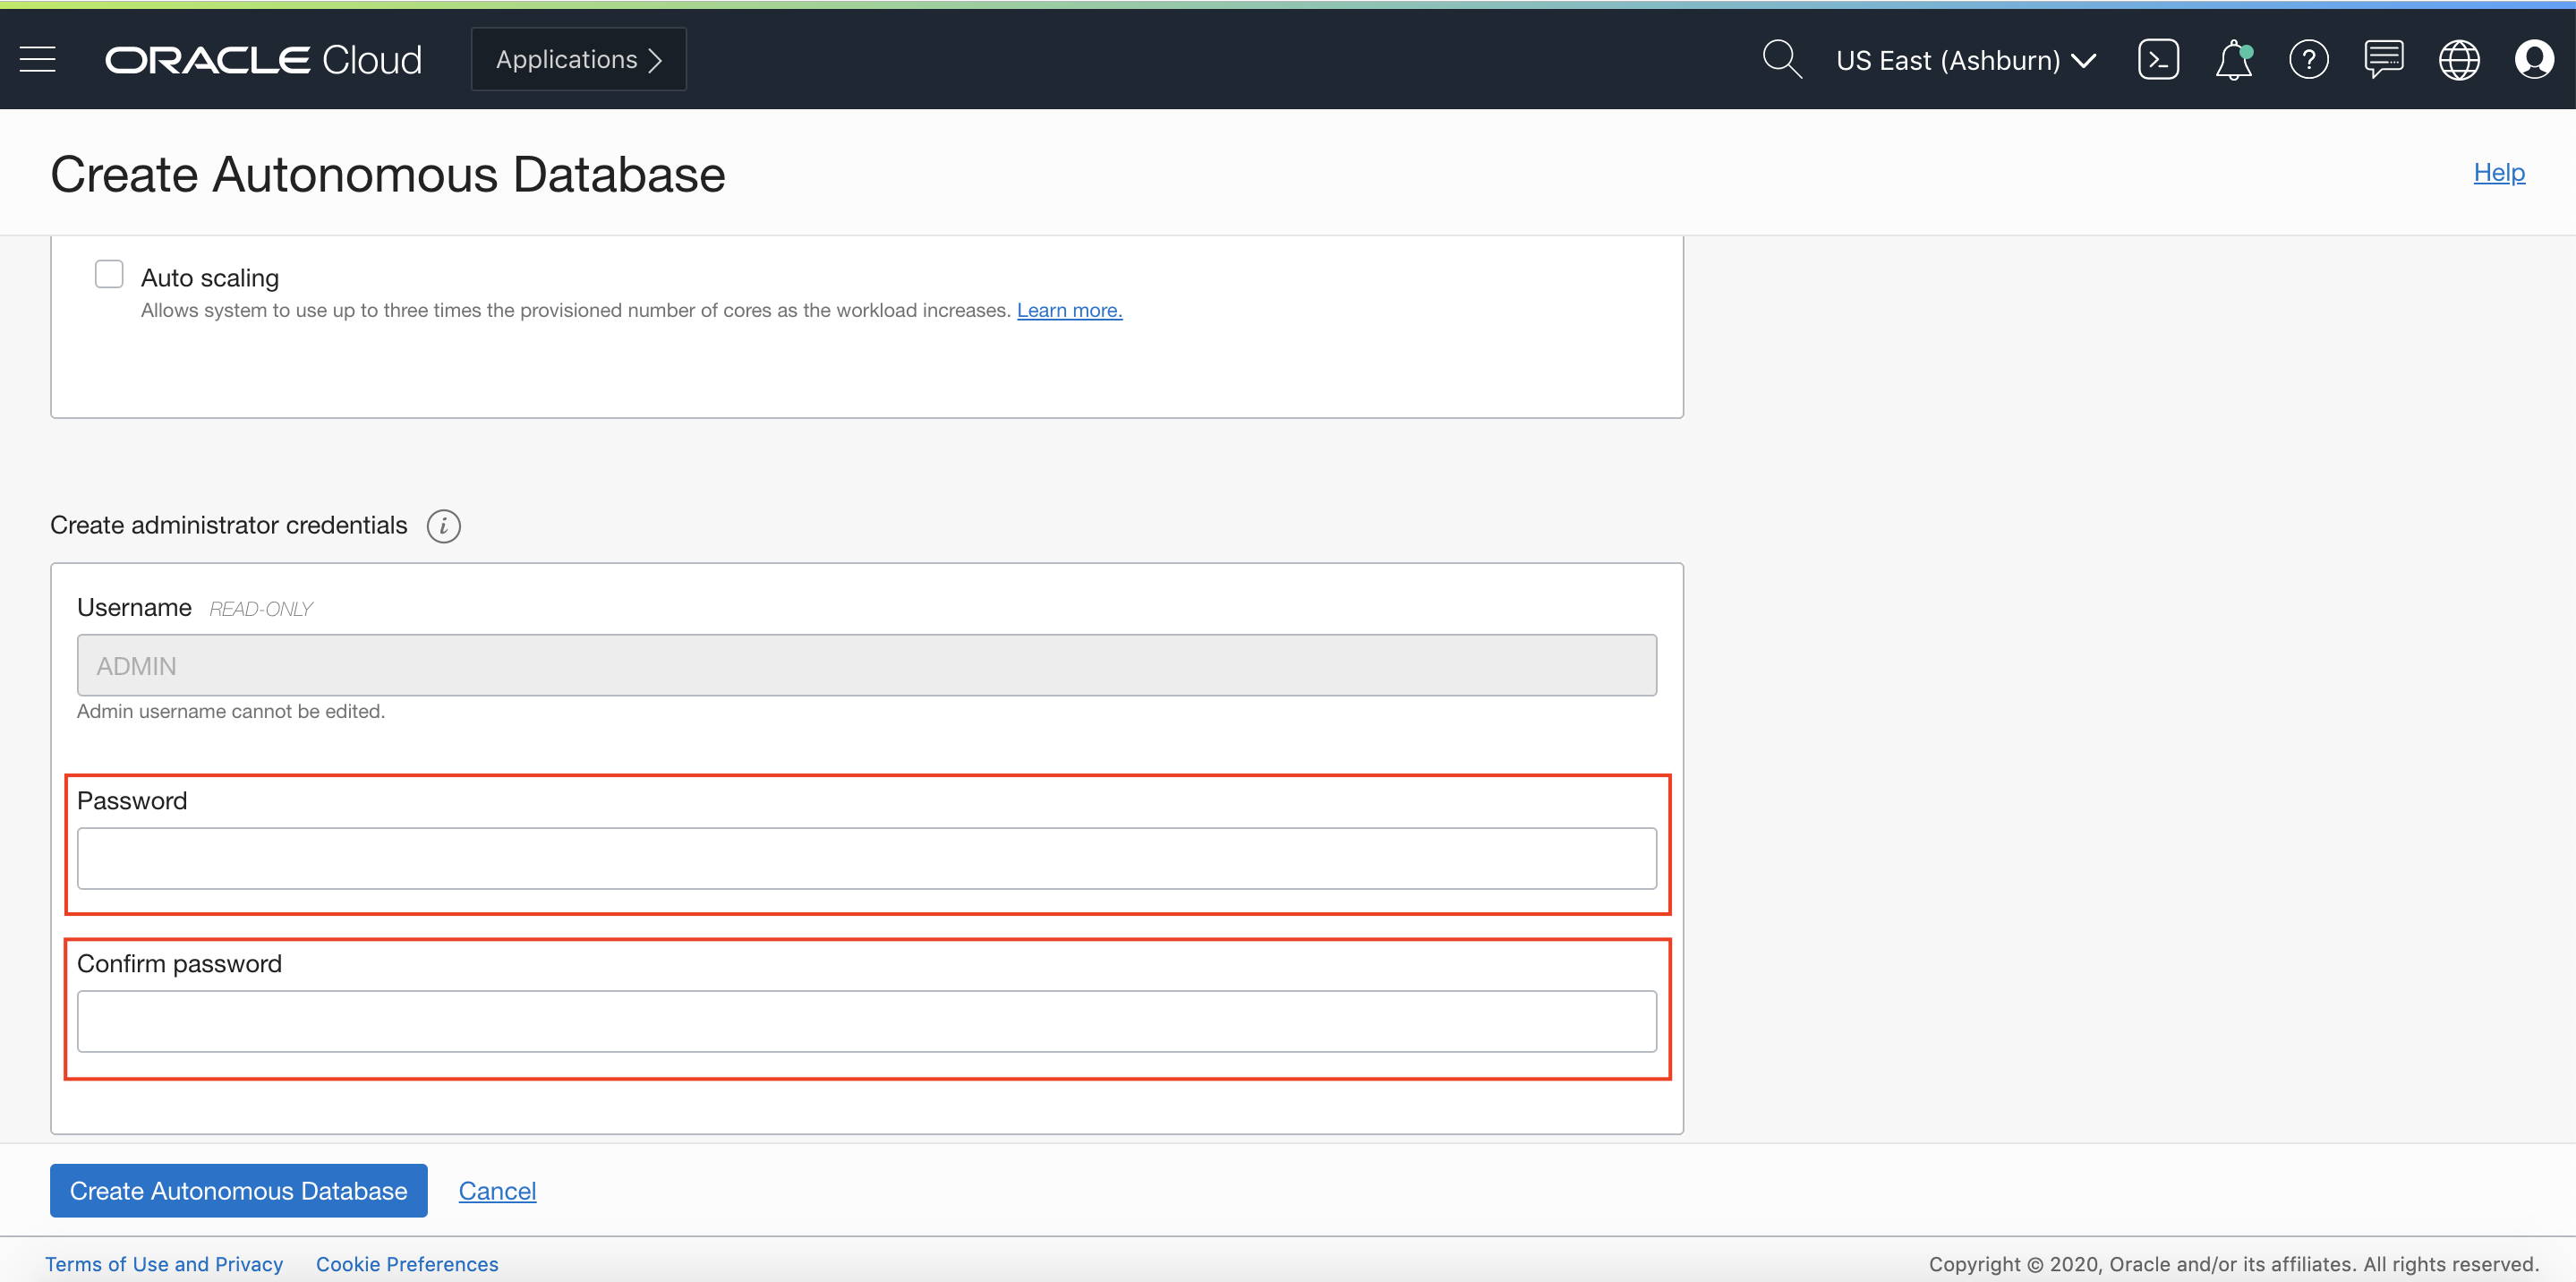 ORACLE Cloud
Applications
US East (Ashburn)
Create Autonomous Database
Help
Auto scaling
Allows system to use up to three times the provisioned number of cores as the workload increases. Learn more.
Create administrator credentials
Username READ-ONLY
ADMIN
Admin username cannot be edited.
Password
Confirm password
Create Autonomous Database
Cancel
Terms of Use and Privacy
Cookie Preferences
Copyright © 2020, Oracle and/or its affiliates. All rights reserved.